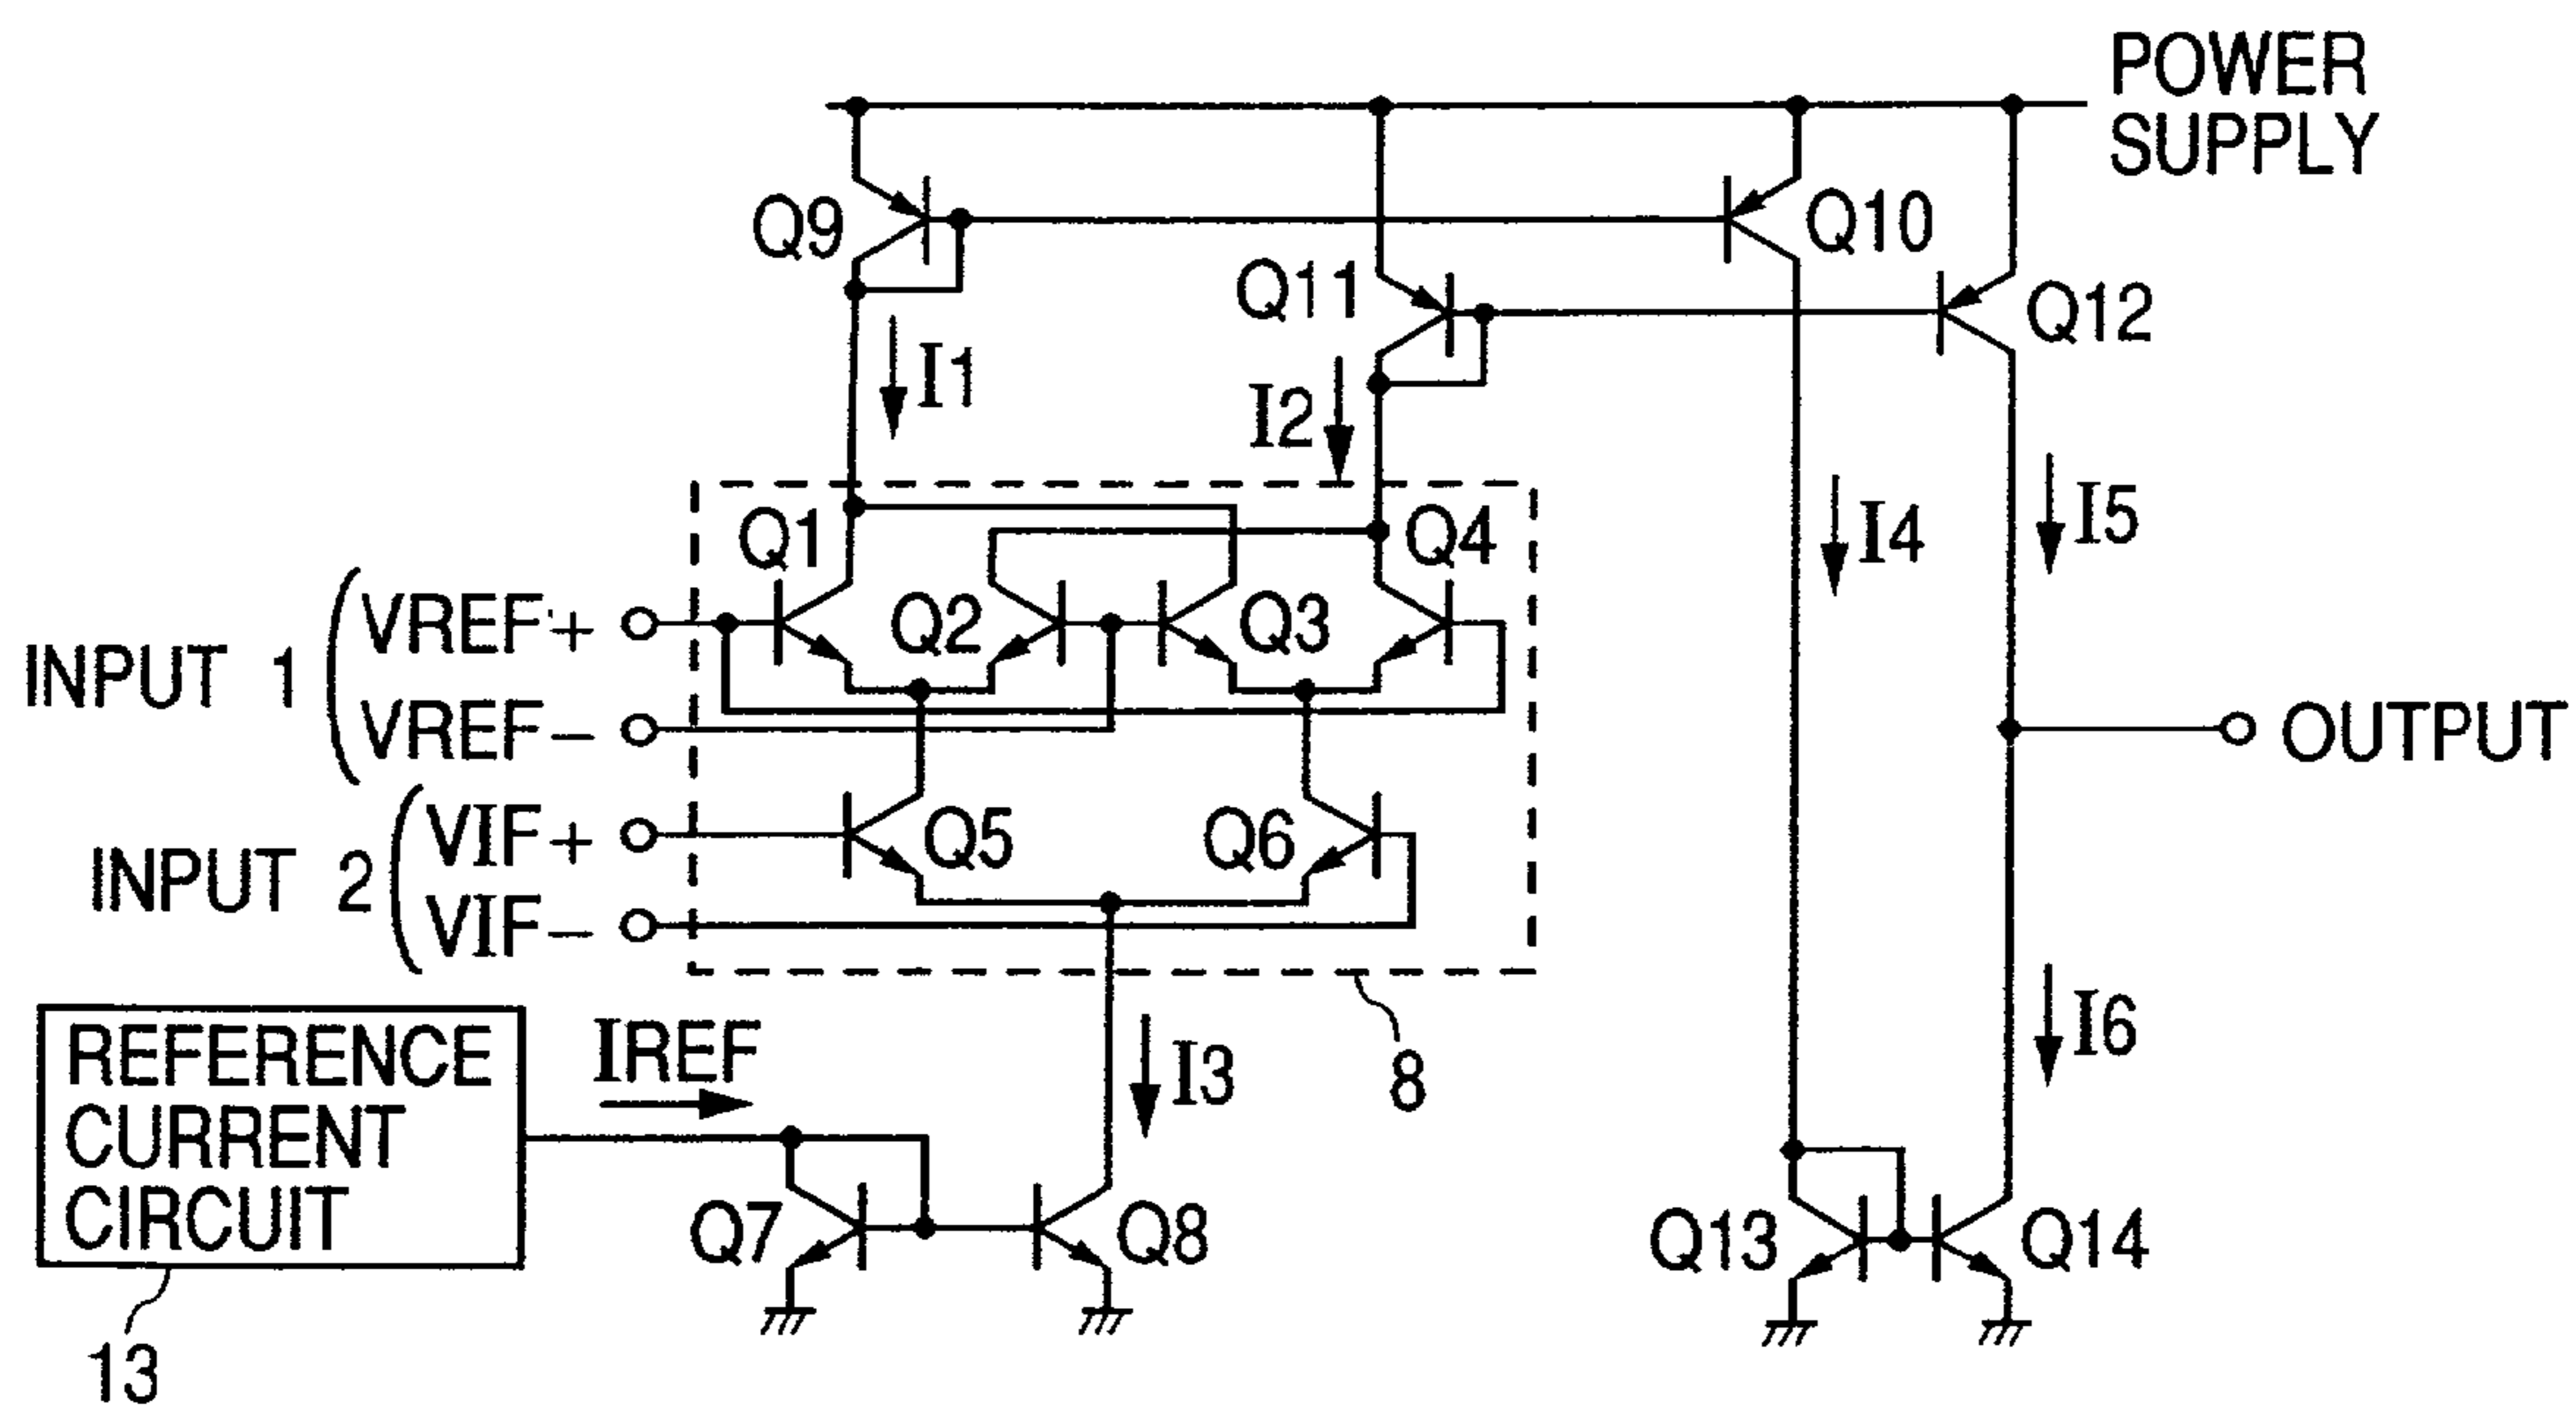 POWER
SUPPLY
Q9
Q10
Q11
Q12
I1
I2
Q1
Q4
I4
I5
INPUT 1
VREF+
Q2
Q3
VREF-
OUTPUT
INPUT 2
VIF+
Q5
Q6
VIF-
8
REFERENCE
CURRENT
CIRCUIT
IREF
I3
I6
Q7
Q8
Q13
Q14
13